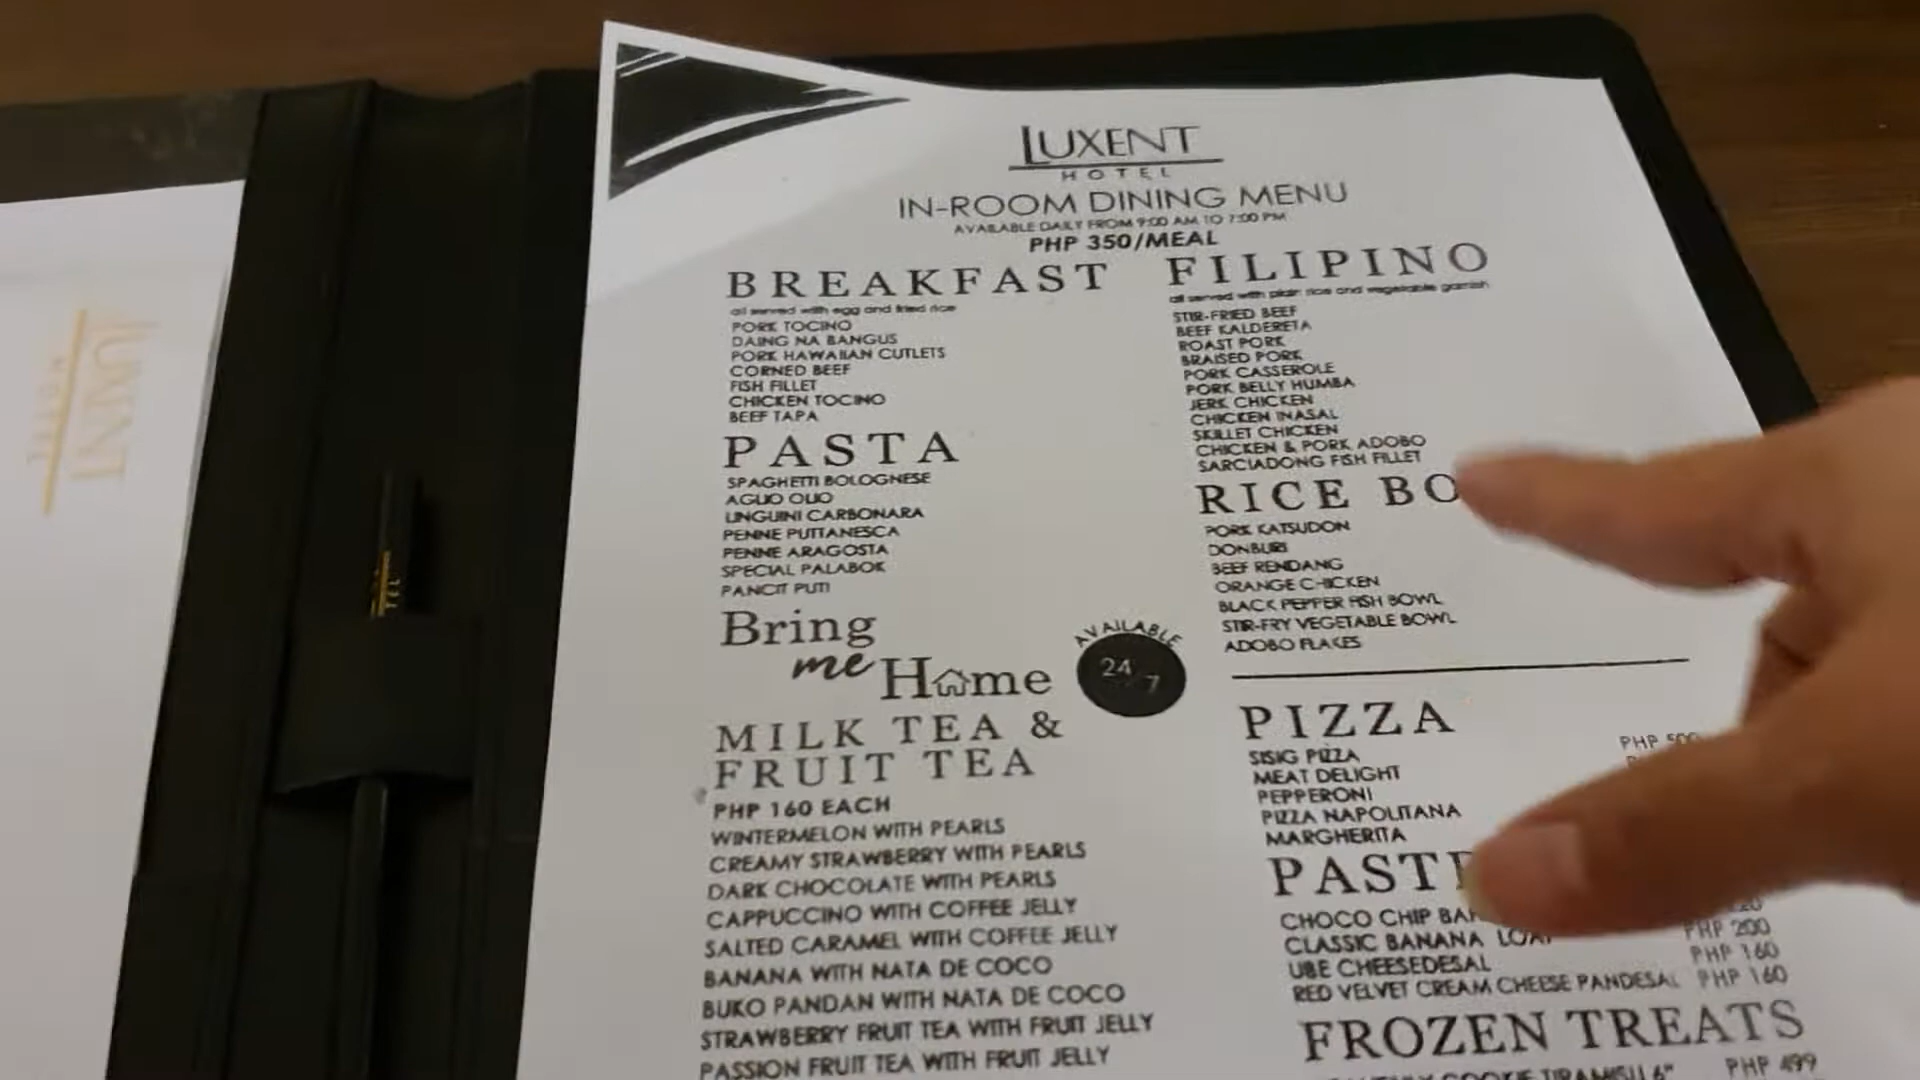 LUXENT
HOTEL
IN-ROOM DINING MENU
AVAILABLE DAILY FROM 9:00 AM TO 7:00 PM
PHP 350/MEAL
BREAKFAST
all served with egg and fried rice
PORK TOCINO
DAING NA BANGUS
PORK HAWAIIAN CUTLETS
CORNED BEEF
FISH FILLET
CHICKEN TOCINO
BEEF TAPA
PASTA
SPAGHETTI BOLOGNESE
AGLIO OLIO
LINGUINI CARBONARA
PENNE PUTTANESCA
PENNE ARAGOSTA
SPECIAL PALABOK
PANCIT PUTI
FILIPINO
all served with plain rice and vegetable garnish
STIR-FRIED BEEF
BEEF KALDERETA
ROAST PORK
BRAISED PORK
PORK CASSEROLE
PORK BELLY HUMBA
JERK CHICKEN
CHICKEN INASAL
SKILLET CHICKEN
CHICKEN & PORK ADOBO
SARCIADONG FISH FILLET
RICE BO
PORK KATSUDON
DONBURI
BEEF RENDANG
ORANGE CHICKEN
BLACK PEPPER FISH BOWL
STIR-FRY VEGETABLE BOWL
ADOBO FLAKES
Bring
me Home
AVAILABLE
24/7
MILK TEA &
FRUIT TEA
PHP 160 EACH
WINTERMELON WITH PEARLS
CREAMY STRAWBERRY WITH PEARLS
DARK CHOCOLATE WITH PEARLS
CAPPUCCINO WITH COFFEE JELLY
SALTED CARAMEL WITH COFFEE JELLY
BANANA WITH NATA DE COCO
BUKO PANDAN WITH NATA DE COCO
STRAWBERRY FRUIT TEA WITH FRUIT JELLY
PASSION FRUIT TEA WITH FRUIT JELLY
PIZZA
SISIG PIZZA PHP 500
MEAT DELIGHT
PEPPERONI
PIZZA NAPOLITANA
MARGHERITA
PAST
CHOCO CHIP
CLASSIC BANANA LOAF PHP 200
UBE CHEESEDESAL PHP 160
RED VELVET CREAM CHEESE PANDESAL PHP 160
FROZEN TREATS
COOKIE TIRAMISU 6" PHP 499
LUXENT
HOTEL